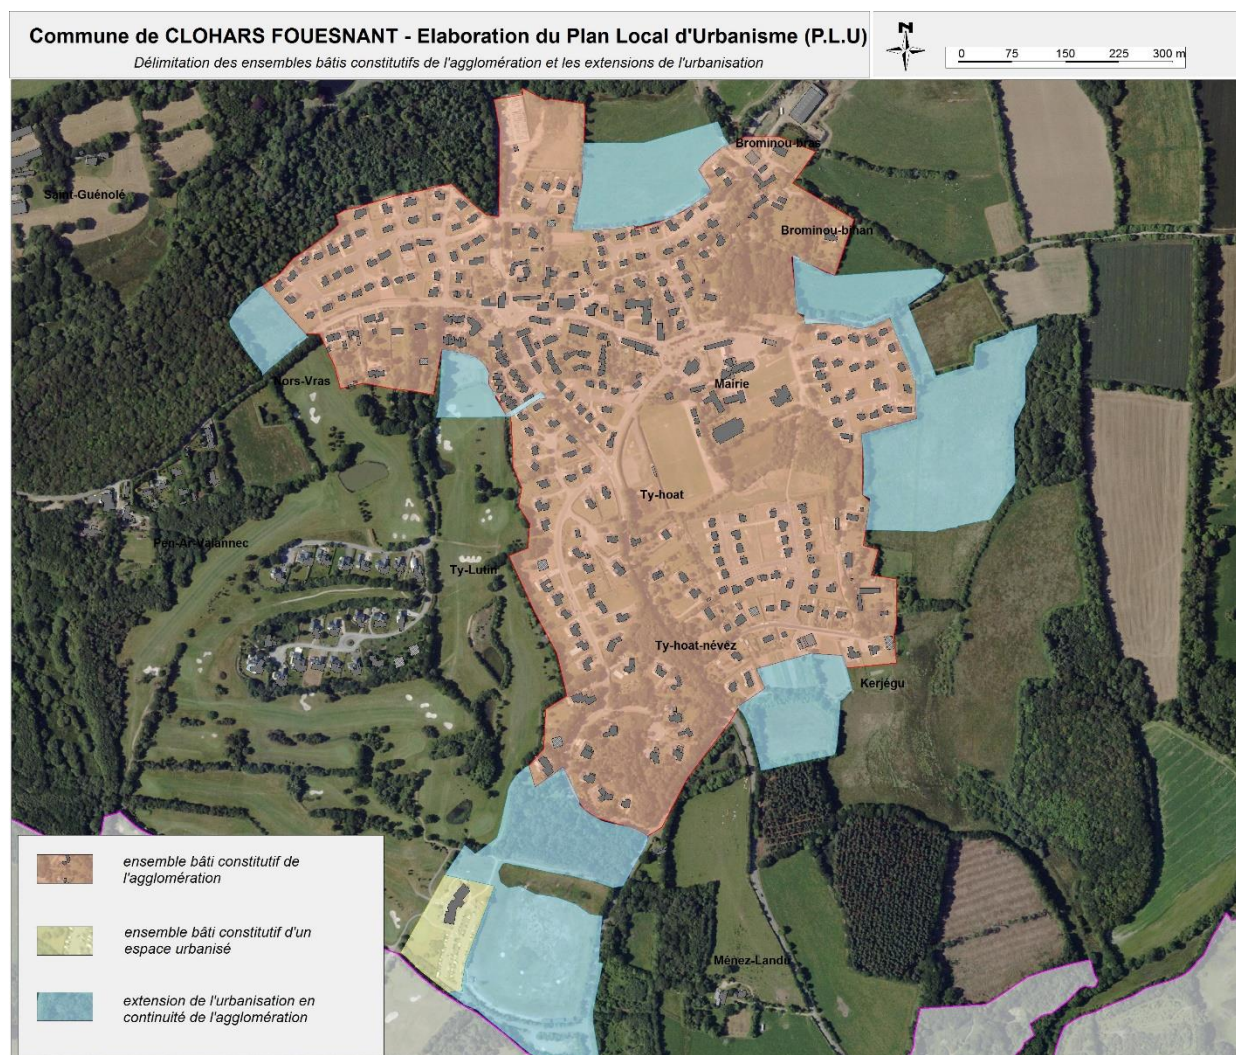 Commune de CLOHARS FOUESNANT - Elaboration du Plan Local d'Urbanisme (P.L.U)
Délimitation des ensembles bâtis constitutifs de l'agglomération et les extensions de l'urbanisation
N
0 75 150 225 300 m
Brominou-bras
Saint-Guénolé
Brominou-bihan
Kors-Vras
Mairie
Ty-hoat
Pen-Ar-Valannec
Ty-Lutin
Ty-hoat-névez
Kerjégu
Ménez-Landu
ensemble bâti constitutif de
l'agglomération
ensemble bâti constitutif d'un
espace urbanisé
extension de l'urbanisation en
continuité de l'agglomération